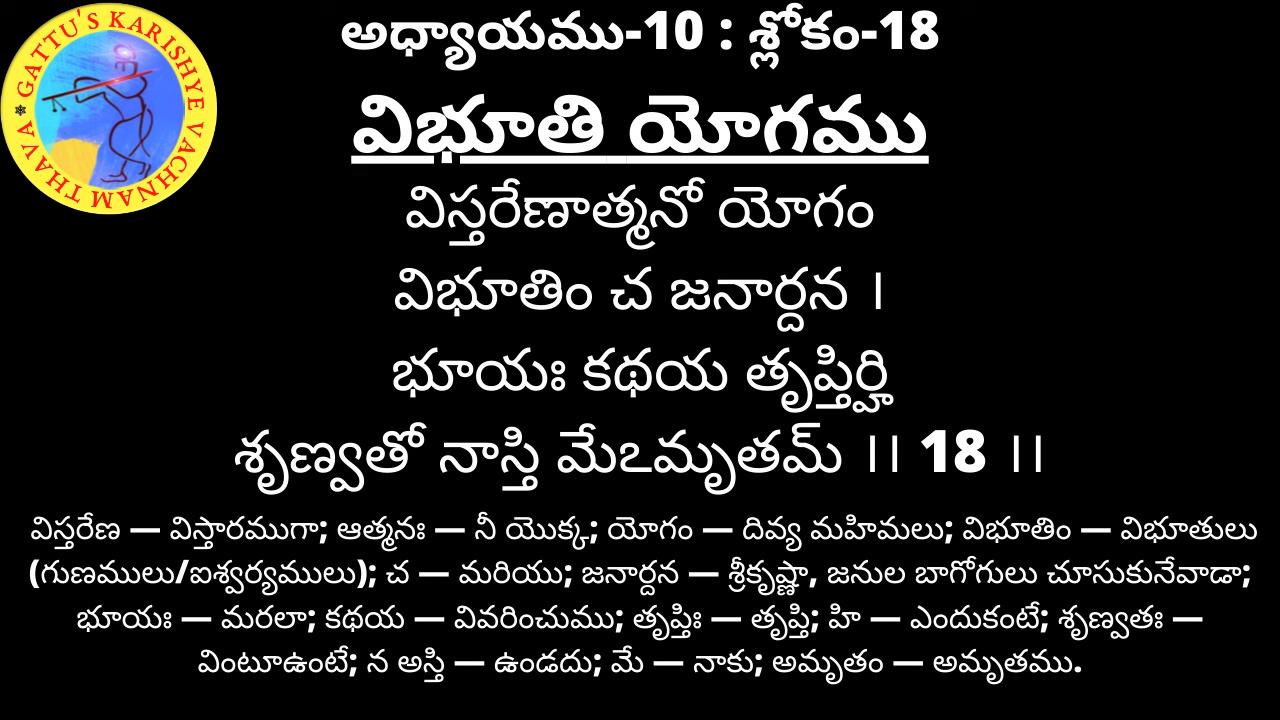 GATTU'S KARISHYE VACHNAM THAVA
అధ్యాయము-10 : శ్లోకం-18
విభూతి యోగము
విస్తరేణాత్మనో యోగం
విభూతిం చ జనార్దన ।
భూయః కథయ తృప్తిర్హి
శృణ్వతో నాస్తి మేఽమృతమ్ ।। 18 ।।
విస్తరేణ — విస్తారముగా; ఆత్మనః — నీ యొక్క; యోగం — దివ్య మహిమలు; విభూతిం — విభూతులు
(గుణములు/ఐశ్వర్యములు); చ — మరియు; జనార్దన — శ్రీకృష్ణా, జనుల బాగోగులు చూసుకునేవాడా;
భూయః — మరలా; కథయ — వివరించుము; తృప్తిః — తృప్తి; హి — ఎందుకంటే; శృణ్వతః —
వింటూఉంటే; న అస్తి — ఉండదు; మే — నాకు; అమృతం — అమృతము.